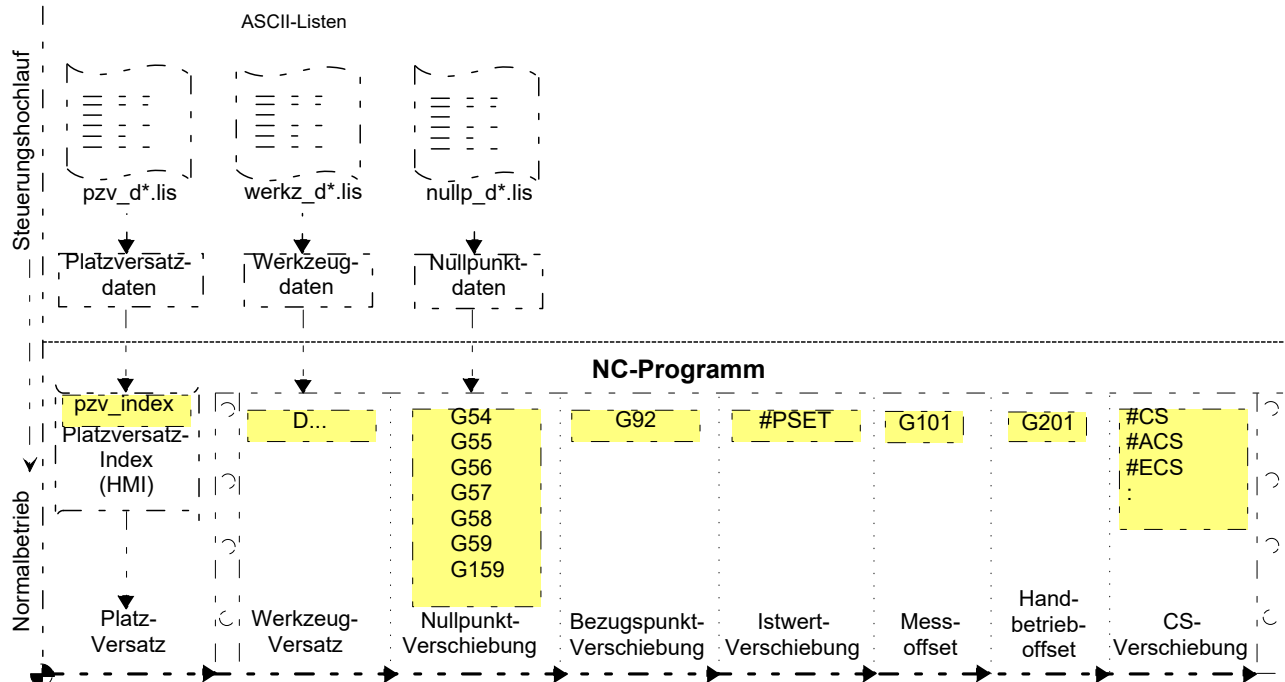 ASCII-Listen
Steuerungshochlauf
pzv_d*.lis
werkz_d*.lis
nullp_d*.lis
Platzversatz-
daten
Werkzeug-
daten
Nullpunkt-
daten
NC-Programm
Normalbetrieb
pzv_index
Platzversatz-
Index
(HMI)
D...
G54
G55
G56
G57
G58
G59
G159
G92
#PSET
G101
G201
#CS
#ACS
#ECS
:
Platz-
Versatz
Werkzeug-
Versatz
Nullpunkt-
Verschiebung
Bezugspunkt-
Verschiebung
Istwert-
Verschiebung
Mess-
offset
Hand-
betrieb-
offset
CS-
Verschiebung